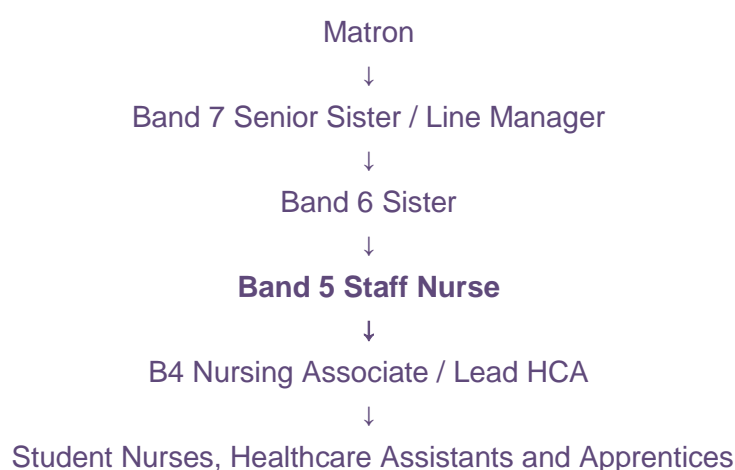 Matron
↓
Band 7 Senior Sister / Line Manager
↓
Band 6 Sister
↓
Band 5 Staff Nurse
↓
B4 Nursing Associate / Lead HCA
↓
Student Nurses, Healthcare Assistants and Apprentices